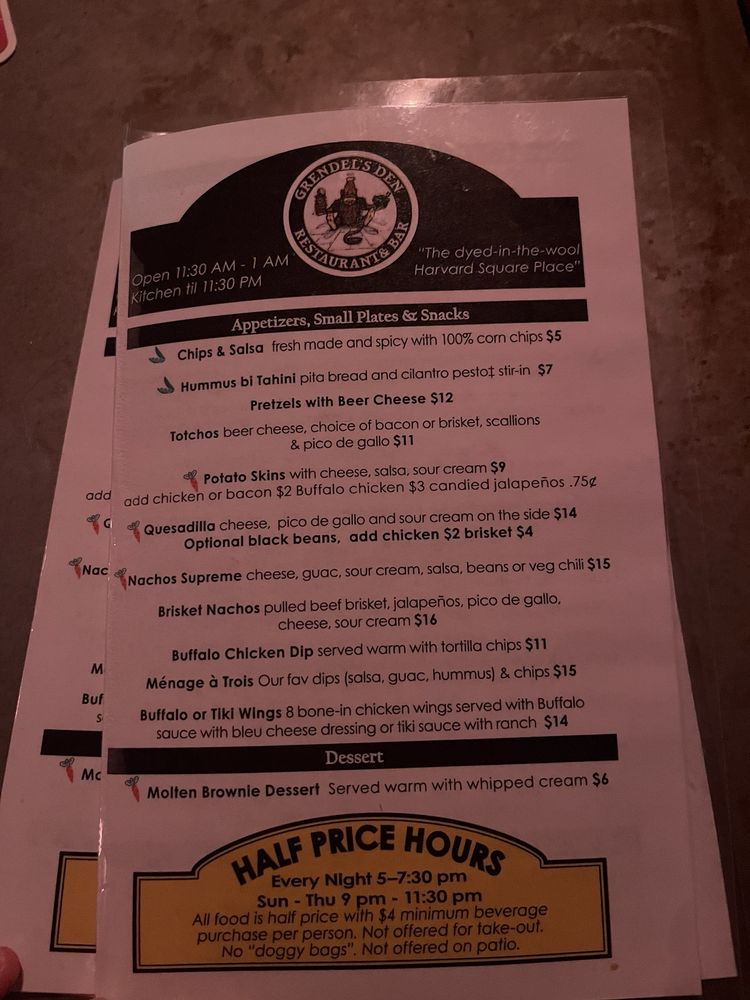 GRENDEL'S DEN
RESTAURANT & BAR
Open 11:30 AM - 1 AM
Kitchen til 11:30 PM
"The dyed-in-the-wool
Harvard Square Place"
Appetizers, Small Plates & Snacks
Chips & Salsa fresh made and spicy with 100% corn chips $5
Hummus bi Tahini pita bread and cilantro pesto‡ stir-in $7
Pretzels with Beer Cheese $12
Totchos beer cheese, choice of bacon or brisket, scallions
& pico de gallo $11
Potato Skins with cheese, salsa, sour cream $9
add chicken or bacon $2 Buffalo chicken $3 candied jalapeños .75¢
Quesadilla cheese, pico de gallo and sour cream on the side $14
Optional black beans, add chicken $2 brisket $4
Nachos Supreme cheese, guac, sour cream, salsa, beans or veg chili $15
Brisket Nachos pulled beef brisket, jalapeños, pico de gallo,
cheese, sour cream $16
Buffalo Chicken Dip served warm with tortilla chips $11
Ménage à Trois Our fav dips (salsa, guac, hummus) & chips $15
Buffalo or Tiki Wings 8 bone-in chicken wings served with Buffalo
sauce with bleu cheese dressing or tiki sauce with ranch $14
Dessert
Molten Brownie Dessert Served warm with whipped cream $6
HALF PRICE HOURS
Every Night 5–7:30 pm
Sun - Thu 9 pm - 11:30 pm
All food is half price with $4 minimum beverage
purchase per person. Not offered for take-out.
No "doggy bags". Not offered on patio.
add
Nac
M
Buf
s
Mo